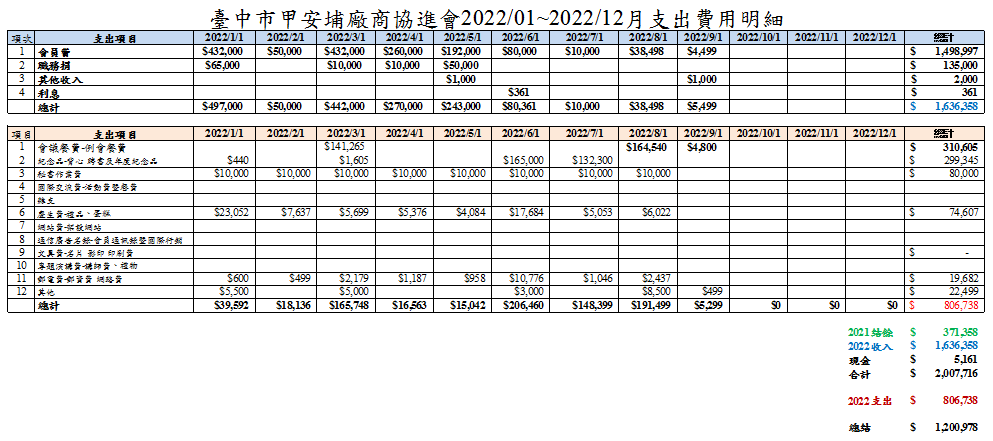 臺中市甲安埔廠商協進會2022/01~2022/12月支出費用明細
項次 支出項目 2022/1/1 2022/2/1 2022/3/1 2022/4/1 2022/5/1 2022/6/1 2022/7/1 2022/8/1 2022/9/1 2022/10/1 2022/11/1 2022/12/1 總計
1 會員費 $432,000 $50,000 $432,000 $260,000 $192,000 $80,000 $10,000 $38,498 $4,499 $ 1,498,997
2 職務捐 $65,000 $10,000 $10,000 $50,000 $ 135,000
3 其他收入 $1,000 $1,000 $ 2,000
4 利息 $361 $ 361
總計 $497,000 $50,000 $442,000 $270,000 $243,000 $80,361 $10,000 $38,498 $5,499 $ 1,636,358
項目 支出項目 2022/1/1 2022/2/1 2022/3/1 2022/4/1 2022/5/1 2022/6/1 2022/7/1 2022/8/1 2022/9/1 2022/10/1 2022/11/1 2022/12/1 總計
1 會議餐費-例會餐費 $141,265 $164,540 $4,800 $ 310,605
2 紀念品-背心 聘書及年度紀念品 $440 $1,605 $165,000 $132,300 $ 299,345
3 秘書作業費 $10,000 $10,000 $10,000 $10,000 $10,000 $10,000 $10,000 $10,000 $ 80,000
4 國際交流費-活動費暨餐費
5 雜支
6 慶生費-禮品、蛋糕 $23,052 $7,637 $5,699 $5,376 $4,084 $17,684 $5,053 $6,022 $ 74,607
7 網站費-架設網站
8 通信廣告名錄-會員通訊錄暨國際行銷
9 文具費-名片 影印 印刷費 $ -
10 專題演講費-講師費、禮物
11 郵電費-郵資費 網路費 $600 $499 $2,179 $1,187 $958 $10,776 $1,046 $2,437 $ 19,682
12 其他 $5,500 $5,000 $3,000 $8,500 $499 $ 22,499
總計 $39,592 $18,136 $165,748 $16,563 $15,042 $206,460 $148,399 $191,499 $5,299 $0 $0 $0 $ 806,738
2021結餘 $ 371,358
2022收入 $ 1,636,358
現金 $ 5,161
合計 $ 2,007,716
2022支出 $ 806,738
總結 $ 1,200,978